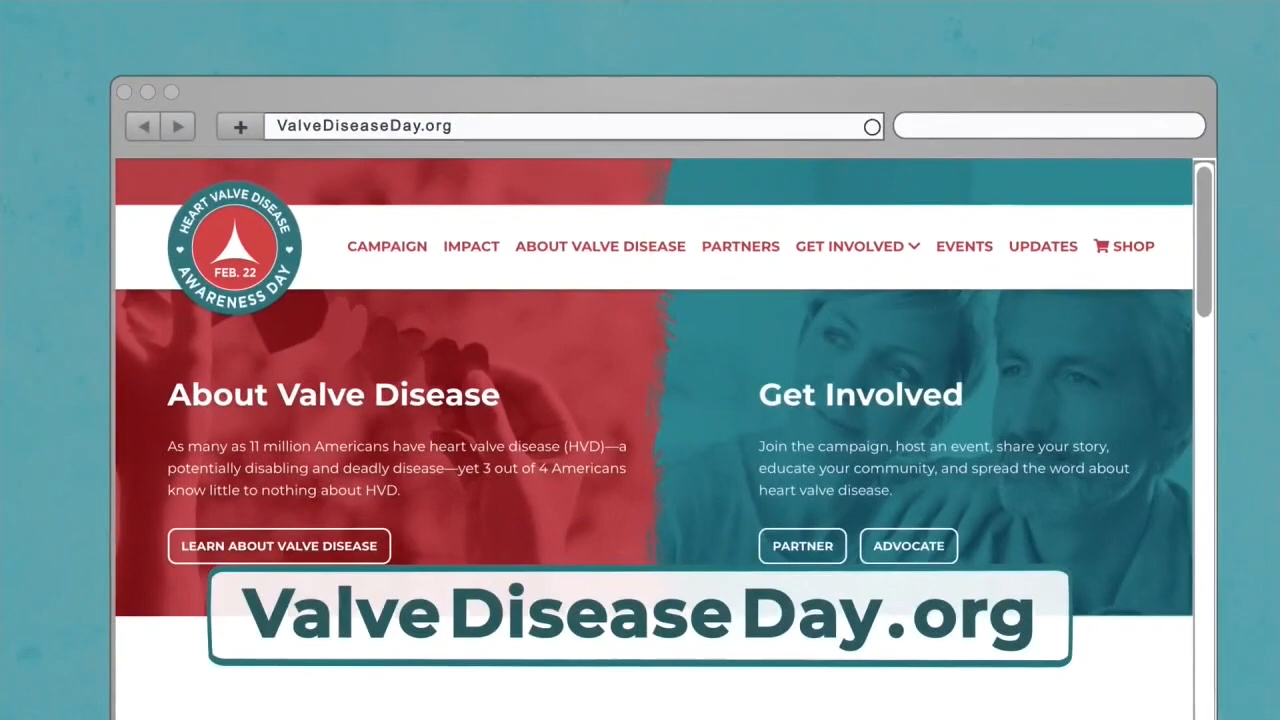 ValveDiseaseDay.org
HEART VALVE DISEASE
FEB. 22
AWARENESS DAY
CAMPAIGN IMPACT ABOUT VALVE DISEASE PARTNERS GET INVOLVED EVENTS UPDATES SHOP
About Valve Disease
As many as 11 million Americans have heart valve disease (HVD)—a
potentially disabling and deadly disease—yet 3 out of 4 Americans
know little to nothing about HVD.
LEARN ABOUT VALVE DISEASE
Get Involved
Join the campaign, host an event, share your story,
educate your community, and spread the word about
heart valve disease.
PARTNER ADVOCATE
ValveDiseaseDay.org